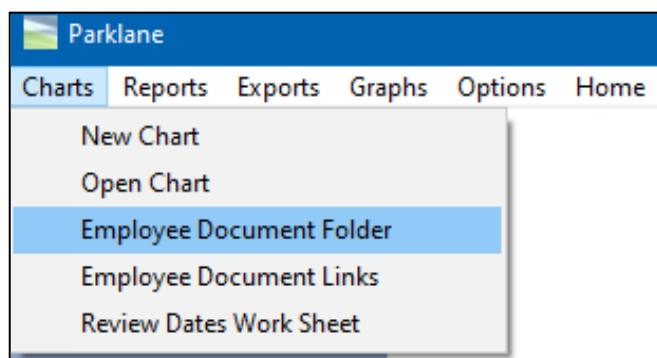 Parklane
Charts Reports Exports Graphs Options Home
New Chart
Open Chart
Employee Document Folder
Employee Document Links
Review Dates Work Sheet